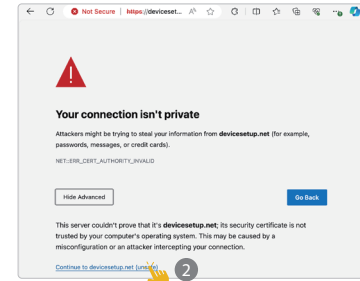 Not Secure | https://deviceset...
Your connection isn't private
Attackers might be trying to steal your information from devicesetup.net (for example,
passwords, messages, or credit cards).
NET::ERR_CERT_AUTHORITY_INVALID
Hide Advanced
Go Back
This server couldn't prove that it's devicesetup.net; its security certificate is not
trusted by your computer's operating system. This may be caused by a
misconfiguration or an attacker intercepting your connection.
Continue to devicesetup.net (unsafe)
2